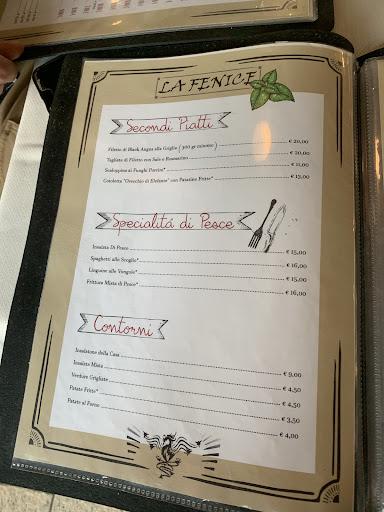 LA FENICE
Secondi Piatti
Filetto di Black Angus alla Griglia ( 300 gr minimo ) € 20,00
Tagliata di Filetto con Sale e Rosmarino € 20,00
Scaloppina ai Funghi Porcini* € 11,00
Cotoletta "Orecchio di Elefante" con Patatine Fritte* € 13,00
Specialitá di Pesce
Insalata Di Pesce € 15,00
Spaghetti allo Scoglio* € 16,00
Linguine alle Vongole* € 15,00
Frittura Mista di Pesce* € 16,00
Contorni
Insalatone della Casa € 9,00
Insalata Mista € 4,50
Verdure Grigliate € 4,50
Patate Fritte* € 3,50
Patate al Forno € 4,00